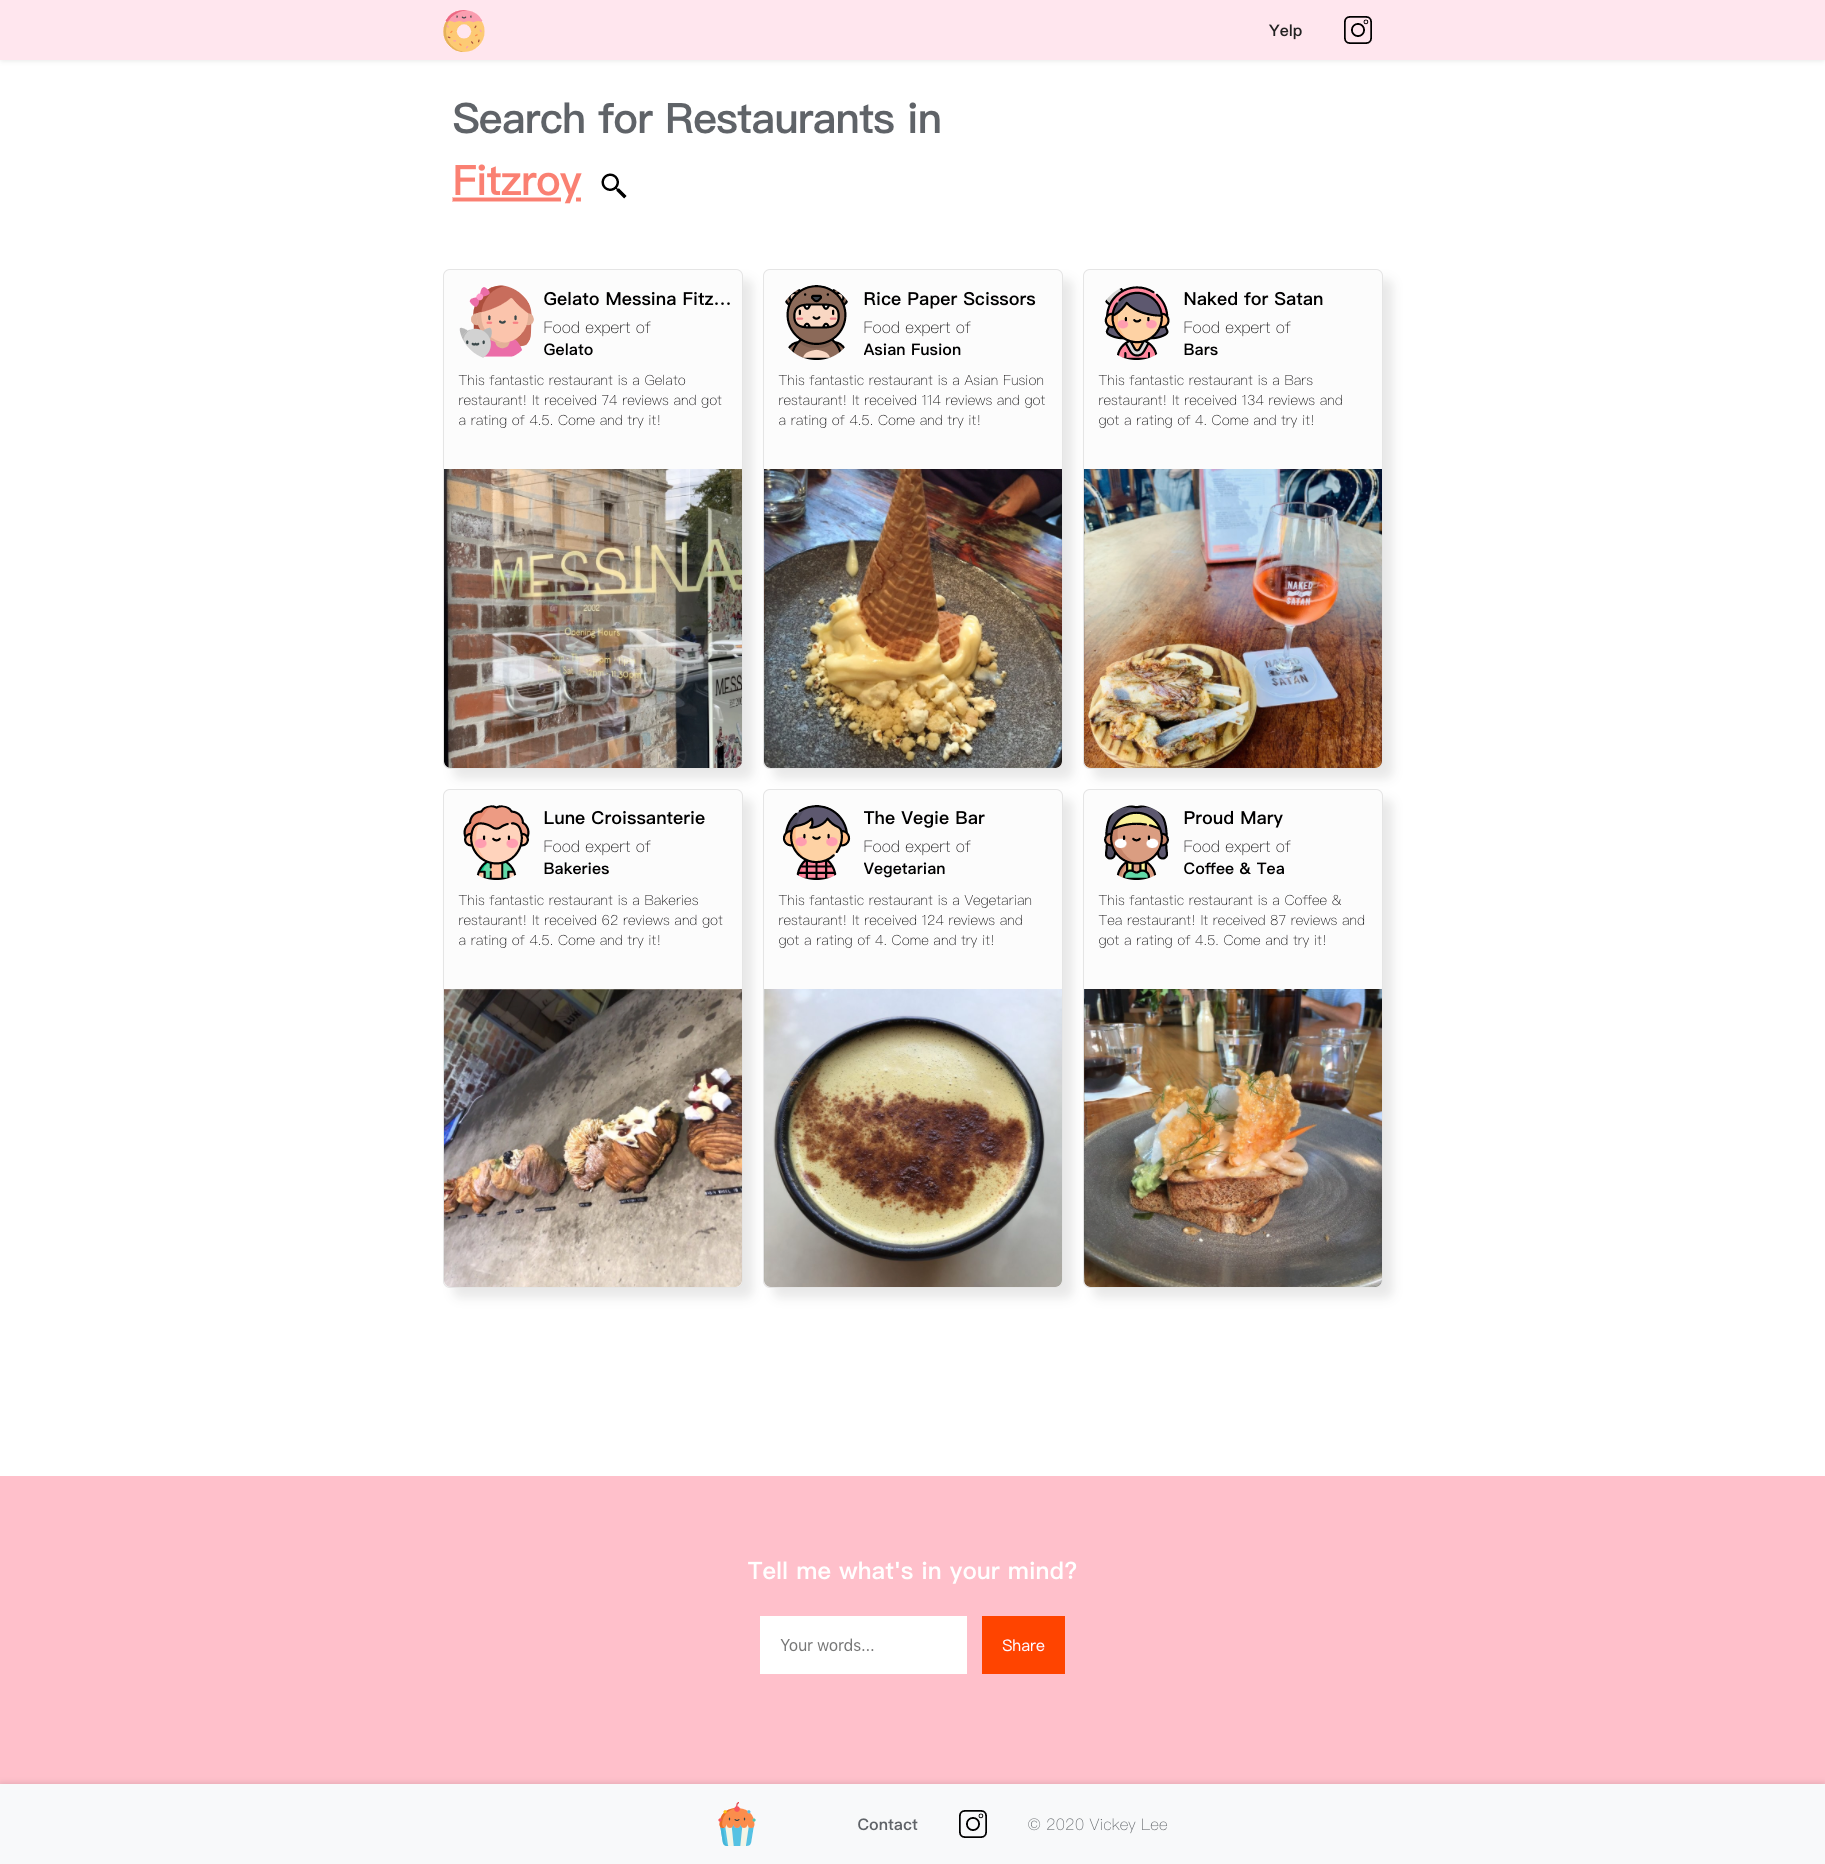 Yelp
Search for Restaurants in
Fitzroy
Gelato Messina Fitz...
Food expert of
Gelato
This fantastic restaurant is a Gelato
restaurant! It received 74 reviews and got
a rating of 4.5. Come and try it!
MESSINA
2002
Opening Hours
MESS
Rice Paper Scissors
Food expert of
Asian Fusion
This fantastic restaurant is a Asian Fusion
restaurant! It received 114 reviews and got
a rating of 4.5. Come and try it!
Naked for Satan
Food expert of
Bars
This fantastic restaurant is a Bars
restaurant! It received 134 reviews and
got a rating of 4. Come and try it!
NAKED
SATAN
NAKED
SATAN
Lune Croissanterie
Food expert of
Bakeries
This fantastic restaurant is a Bakeries
restaurant! It received 62 reviews and got
a rating of 4.5. Come and try it!
The Vegie Bar
Food expert of
Vegetarian
This fantastic restaurant is a Vegetarian
restaurant! It received 124 reviews and
got a rating of 4. Come and try it!
Proud Mary
Food expert of
Coffee & Tea
This fantastic restaurant is a Coffee &
Tea restaurant! It received 87 reviews and
got a rating of 4.5. Come and try it!
Tell me what's in your mind?
Your words...
Share
Contact
© 2020 Vickey Lee